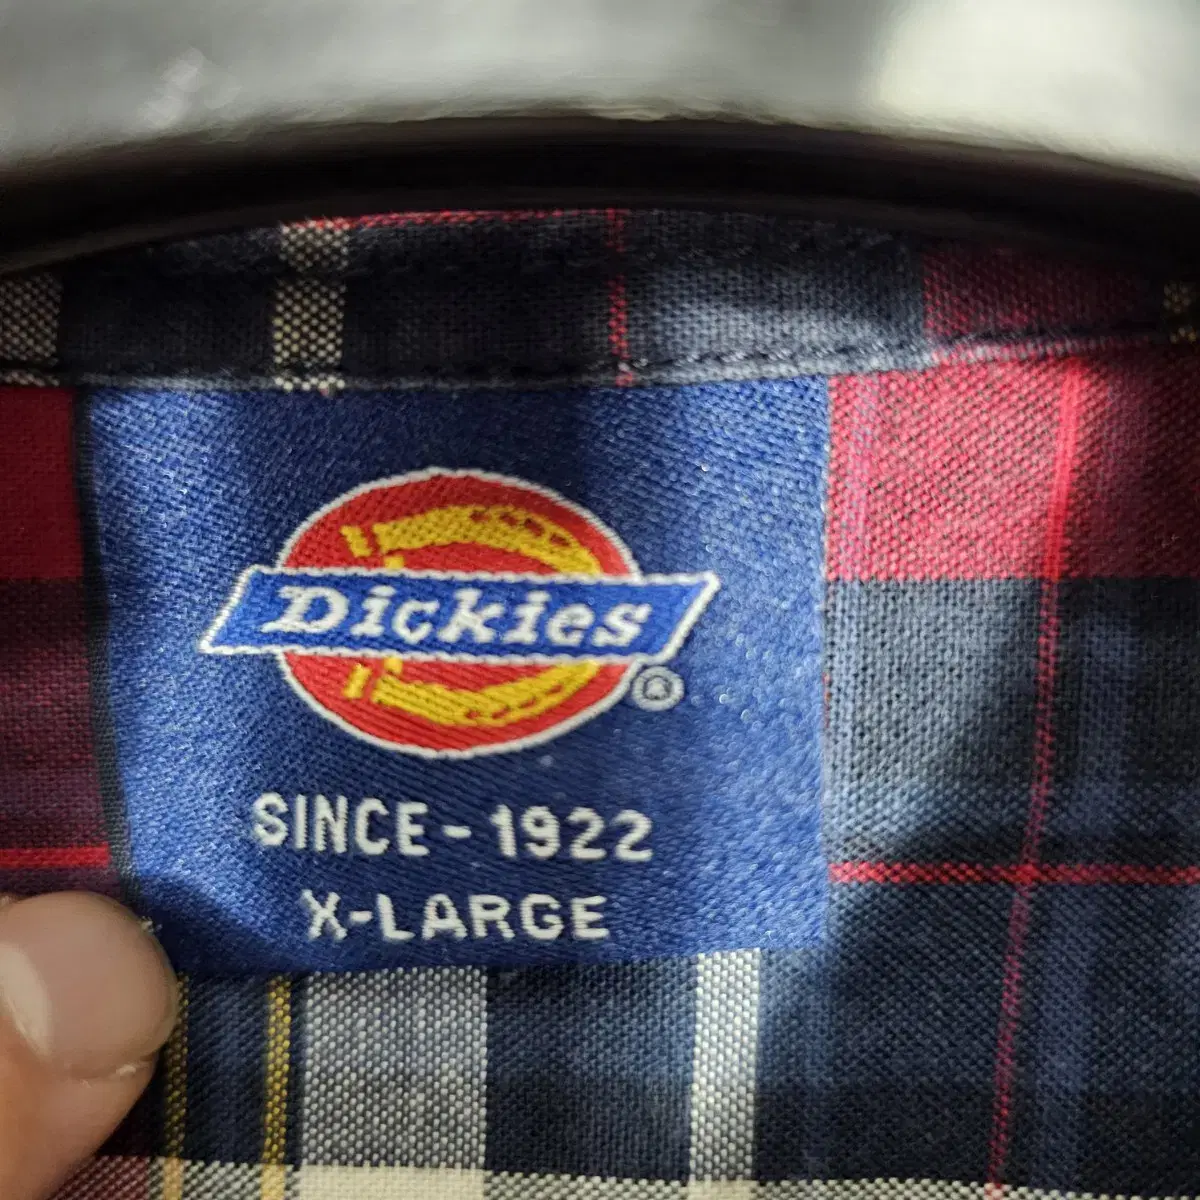 Dickies
®
SINCE-1922
X-LARGE